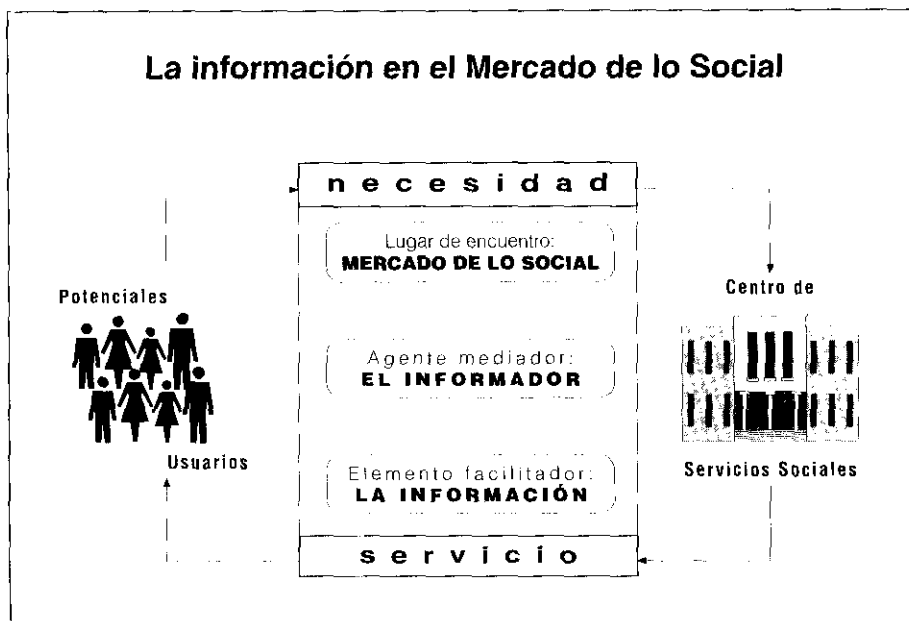 La información en el Mercado de lo Social
necesidad
Lugar de encuentro:
MERCADO DE LO SOCIAL
Potenciales
Usuarios
Agente mediador:
EL INFORMADOR
Centro de
Servicios Sociales
Elemento facilitador:
LA INFORMACIÓN
servicio